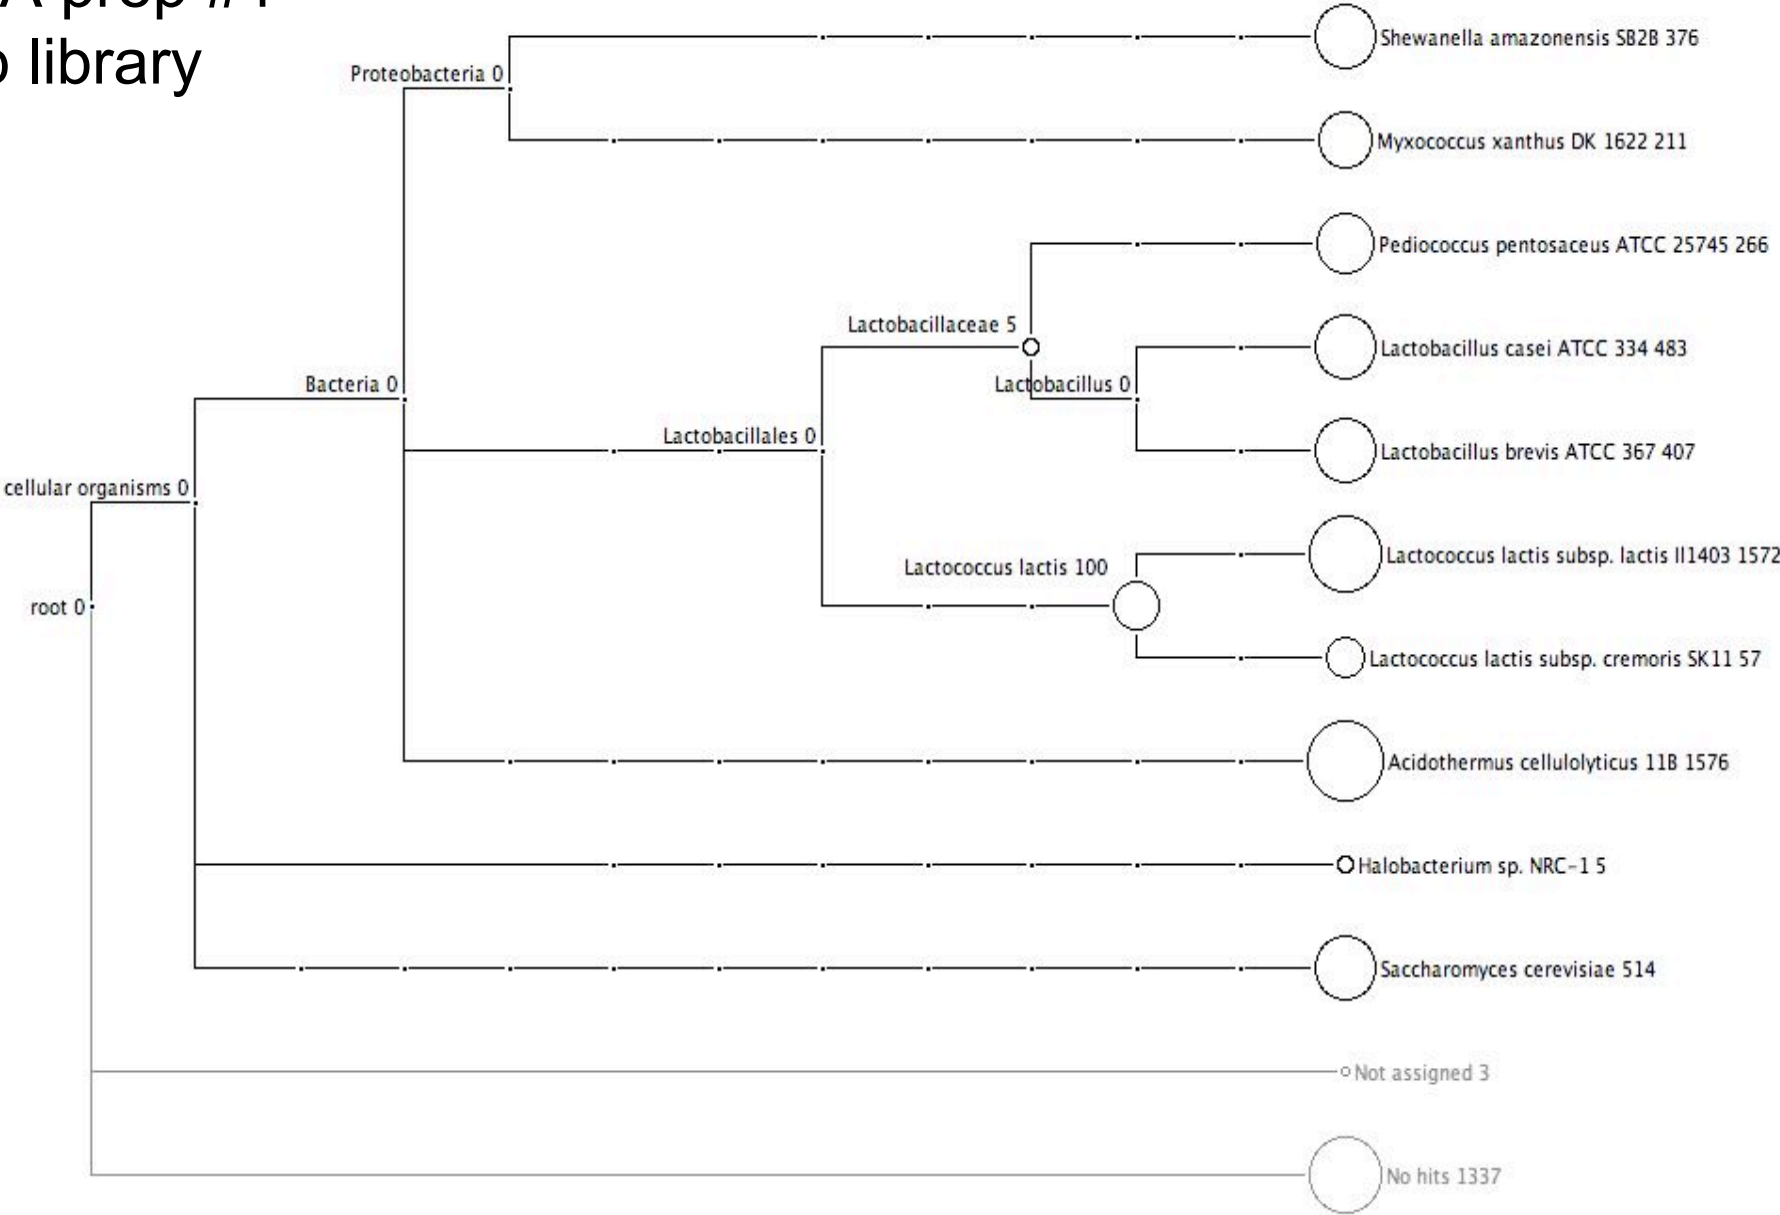 library
Shewanella amazonensis SB2B 376
Proteobacteria 0
Myxococcus xanthus DK 1622 211
Pediococcus pentosaceus ATCC 25745 266
Lactobacillaceae 5
Lactobacillus casei ATCC 334 483
Bacteria 0
Lactobacillus 0
Lactobacillales 0
Lactobacillus brevis ATCC 367 407
cellular organisms 0
Lactococcus lactis subsp. lactis Il1403 1572
Lactococcus lactis 100
root 0
Lactococcus lactis subsp. cremoris SK11 57
Acidothermus cellulolyticus 11B 1576
Halobacterium sp. NRC-1 5
Saccharomyces cerevisiae 514
Not assigned 3
No hits 1337